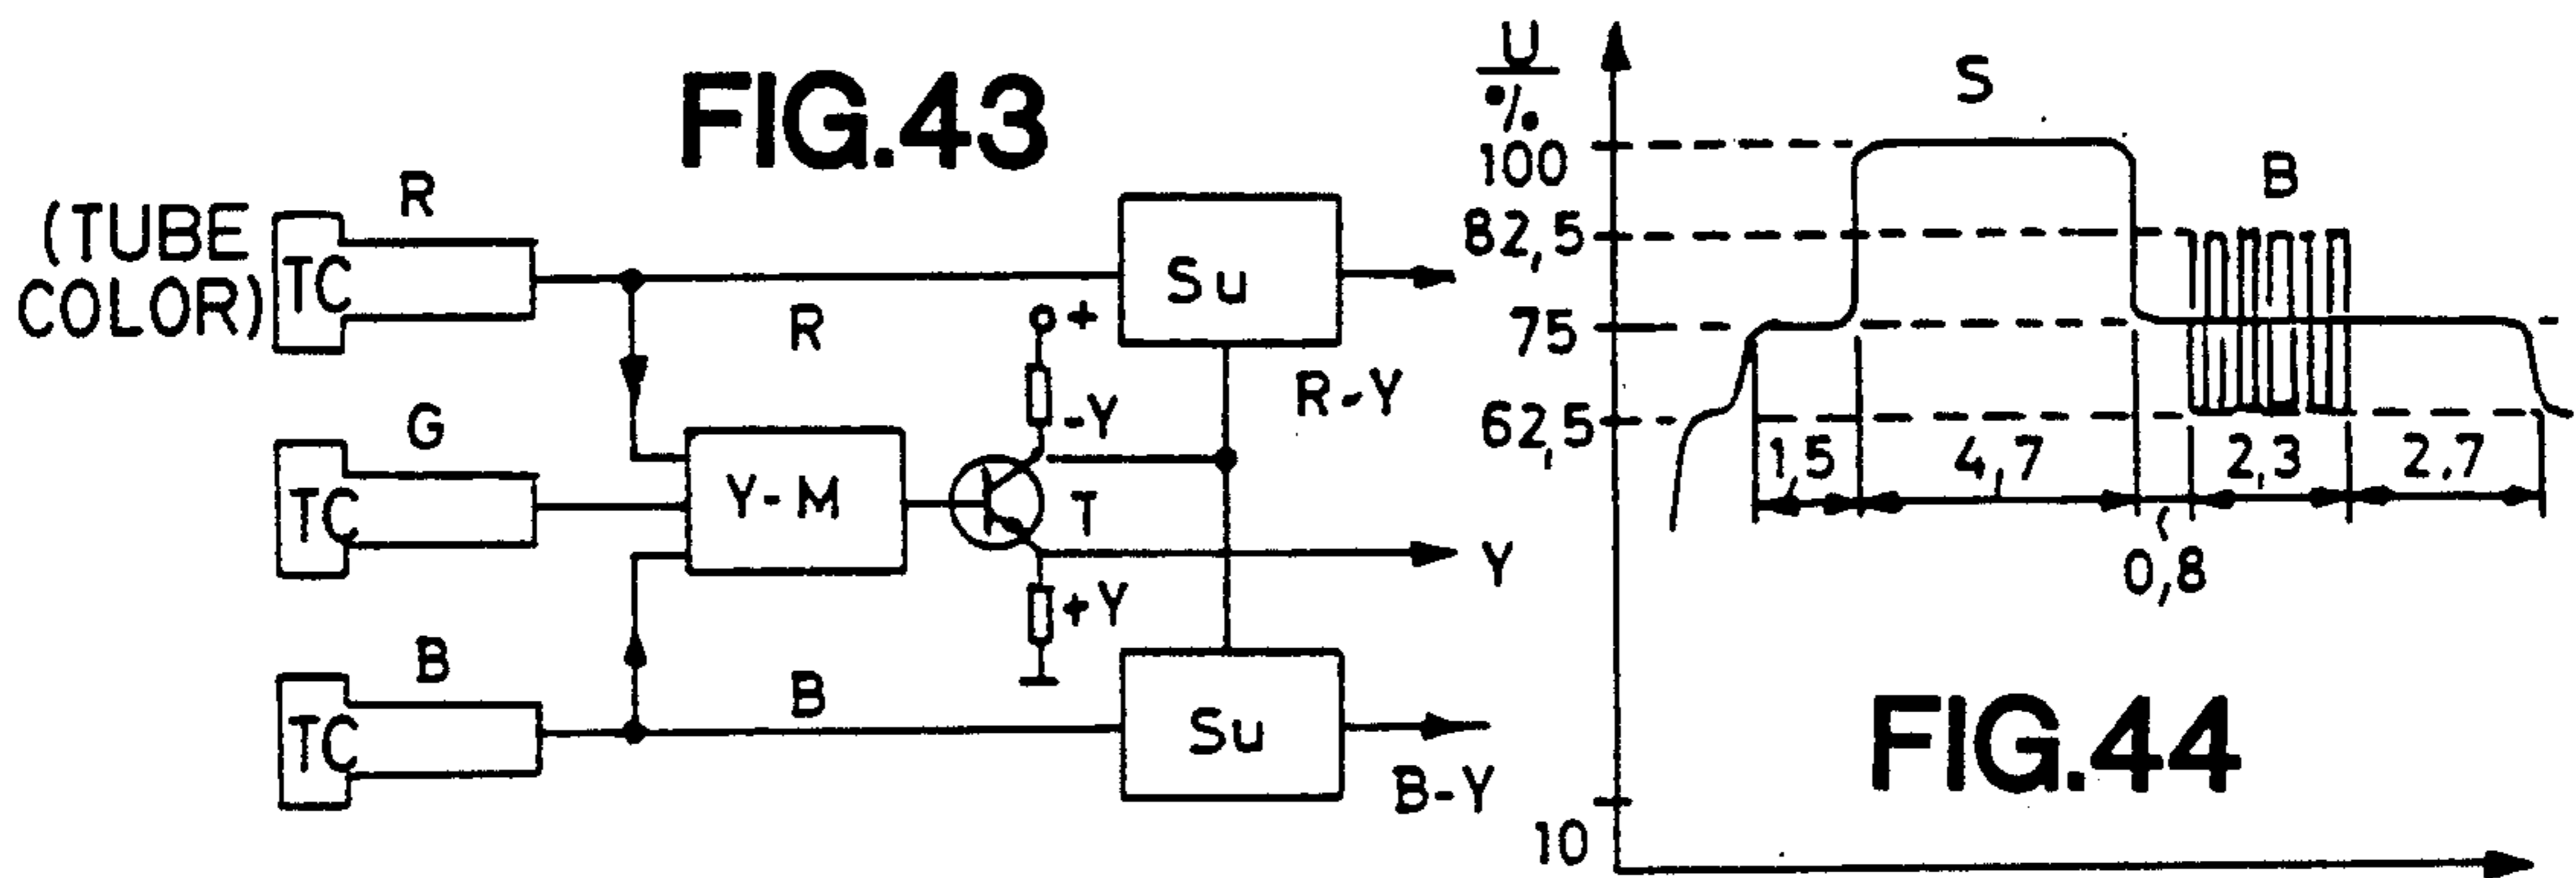 FIG.43
(TUBE
COLOR)
R
TC
R
Su
+
-Y
R-Y
G
TC
Y-M
T
Y
+Y
B
TC
B
Su
B-Y
U
%
S
100
B
82,5
75
62,5
1,5
4,7
2,3
2,7
0,8
10
FIG.44